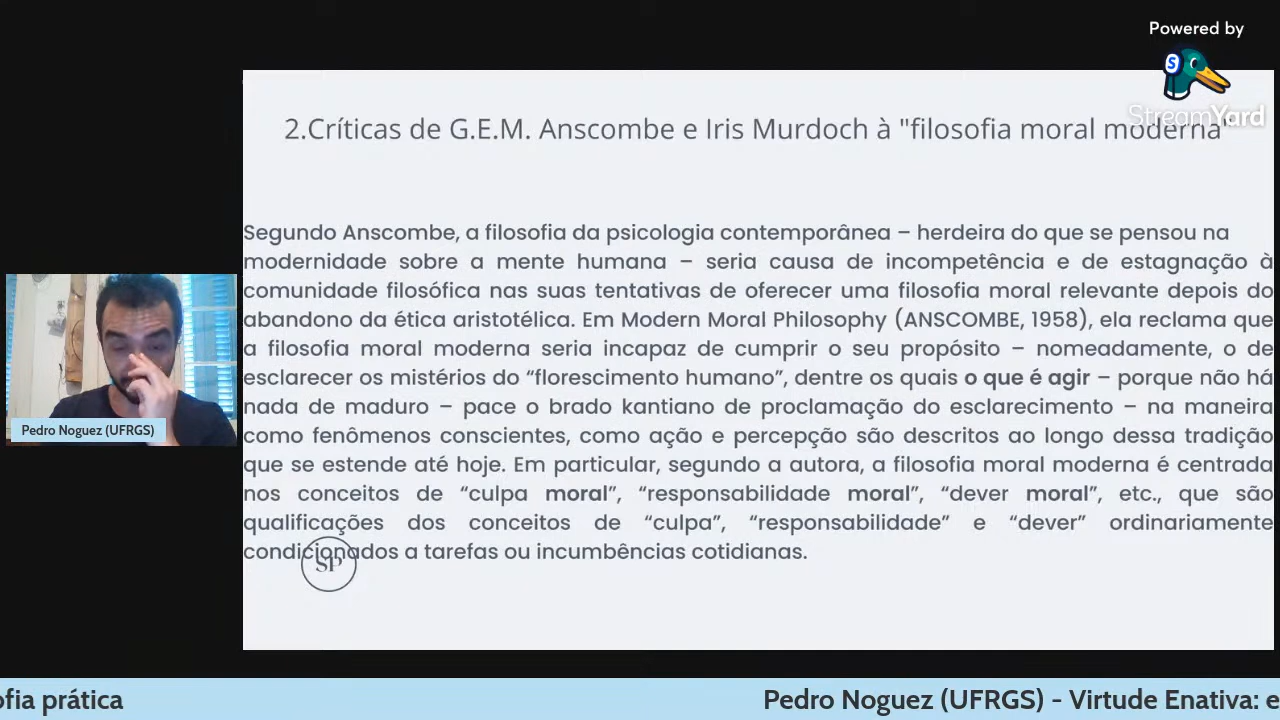 Powered by
S
StreamYard
2.Críticas de G.E.M. Anscombe e Iris Murdoch à "filosofia moral moderna"
Segundo Anscombe, a filosofia da psicologia contemporânea – herdeira do que se pensou na
modernidade sobre a mente humana – seria causa de incompetência e de estagnação à
comunidade filosófica nas suas tentativas de oferecer uma filosofia moral relevante depois do
abandono da ética aristotélica. Em Modern Moral Philosophy (ANSCOMBE, 1958), ela reclama que
a filosofia moral moderna seria incapaz de cumprir o seu propósito – nomeadamente, o de
esclarecer os mistérios do “florescimento humano”, dentre os quais o que é agir – porque não há
nada de maduro – pace o brado kantiano de proclamação do esclarecimento – na maneira
como fenômenos conscientes, como ação e percepção são descritos ao longo dessa tradição
que se estende até hoje. Em particular, segundo a autora, a filosofia moral moderna é centrada
nos conceitos de “culpa moral”, “responsabilidade moral”, “dever moral”, etc., que são
qualificações dos conceitos de “culpa”, “responsabilidade” e “dever” ordinariamente
condicionados a tarefas ou incumbências cotidianas.
SP
Pedro Noguez (UFRGS)
ofia prática
Pedro Noguez (UFRGS) - Virtude Enativa: e